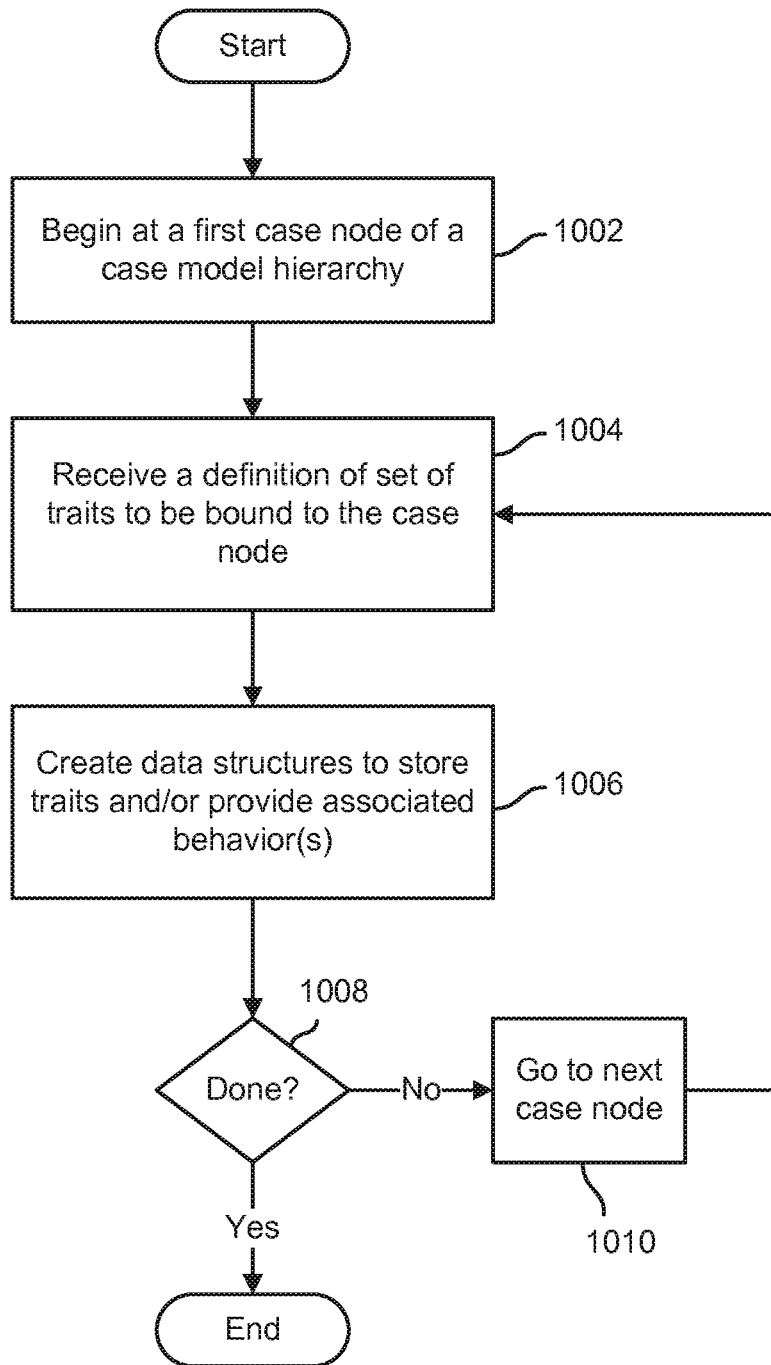 Start
Begin at a first case node of a
case model hierarchy
1002
Receive a definition of set of
traits to be bound to the case
node
1004
Create data structures to store
traits and/or provide associated
behavior(s)
1006
1008
Done?
No
Go to next
case node
1010
Yes
End